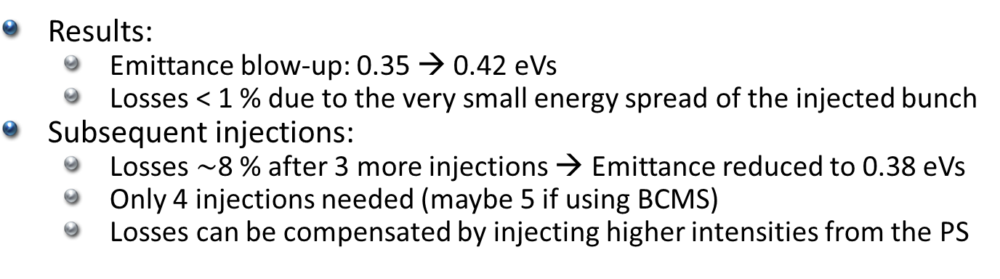 Results:
Emittance blow-up: 0.35 → 0.42 eVs
Losses < 1 % due to the very small energy spread of the injected bunch
Subsequent injections:
Losses ~8 % after 3 more injections → Emittance reduced to 0.38 eVs
Only 4 injections needed (maybe 5 if using BCMS)
Losses can be compensated by injecting higher intensities from the PS